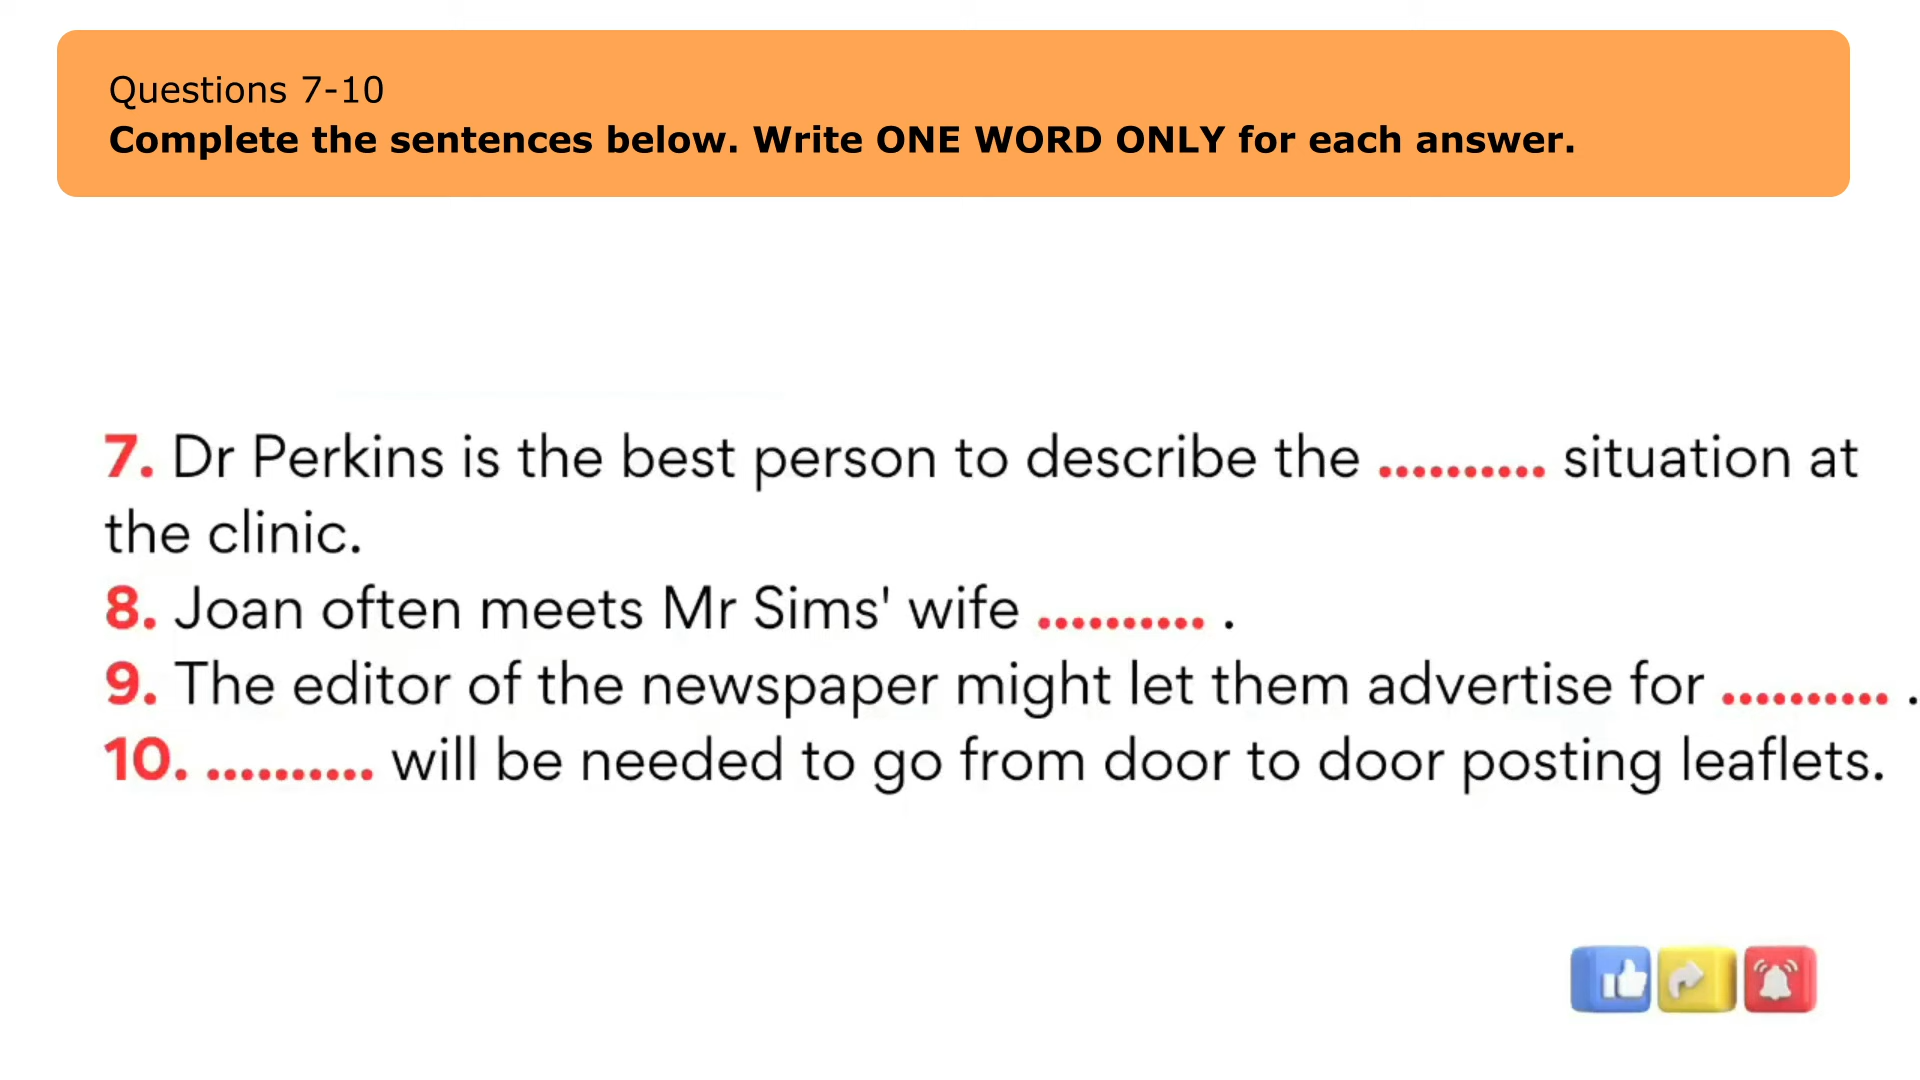 Questions 7-10
Complete the sentences below. Write ONE WORD ONLY for each answer.
7. Dr Perkins is the best person to describe the .......... situation at
the clinic.
8. Joan often meets Mr Sims' wife .......... .
9. The editor of the newspaper might let them advertise for .......... .
10. .......... will be needed to go from door to door posting leaflets.